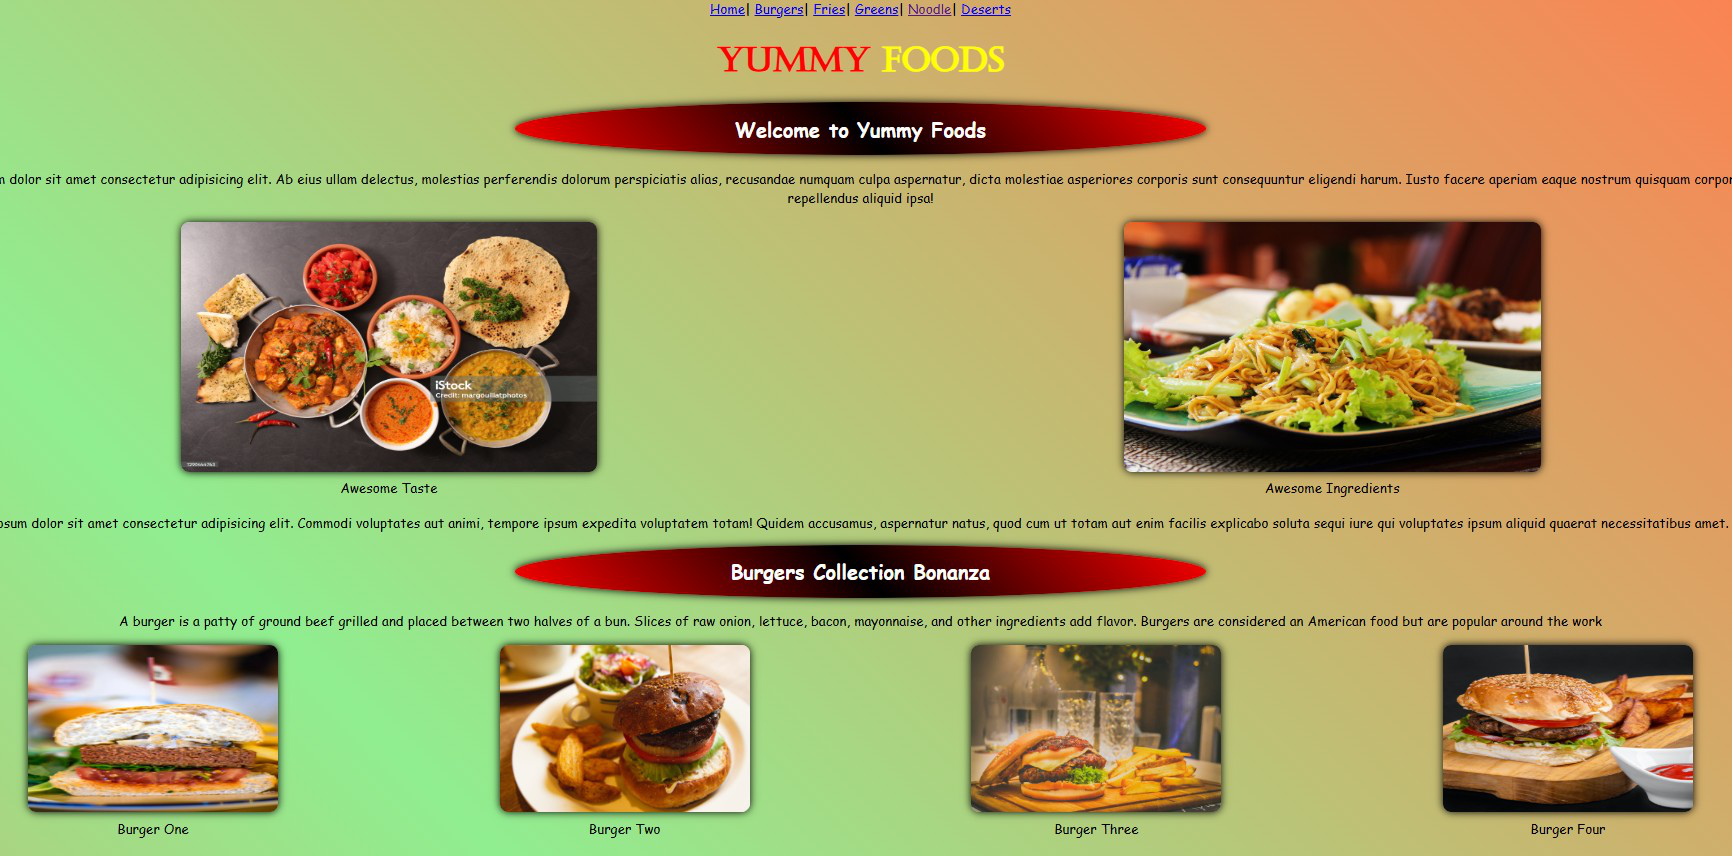 Home| Burgers| Fries| Greens| Noodle| Deserts
YUMMY FOODS
Welcome to Yummy Foods
dolor sit amet consectetur adipisicing elit. Ab eius ullam delectus, molestias perferendis dolorum perspiciatis alias, recusandae numquam culpa aspernatur, dicta molestiae asperiores corporis sunt consequuntur eligendi harum. Iusto facere aperiam eaque nostrum quisquam
repellendus aliquid ipsa!
iStock
Credit: margouillatphotos
Awesome Taste
Awesome Ingredients
dolor sit amet consectetur adipisicing elit. Commodi voluptates aut animi, tempore ipsum expedita voluptatem totam! Quidem accusamus, aspernatur natus, quod cum ut totam aut enim facilis explicabo soluta sequi iure qui voluptates ipsum aliquid quaerat necessitatibus amet.
Burgers Collection Bonanza
A burger is a patty of ground beef grilled and placed between two halves of a bun. Slices of raw onion, lettuce, bacon, mayonnaise, and other ingredients add flavor. Burgers are considered an American food but are popular around the work
Burger One
Burger Two
Burger Three
Burger Four